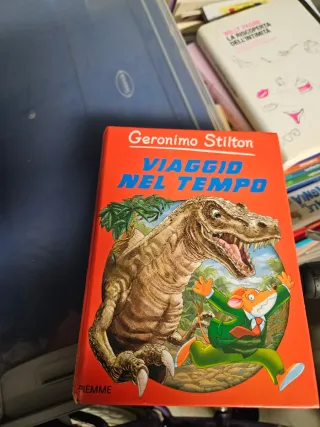 Geronimo Stilton
VIAGGIO
NEL TEMPO
PIEMME
LA RISCOPERTA
DELL'INTIMITÀ